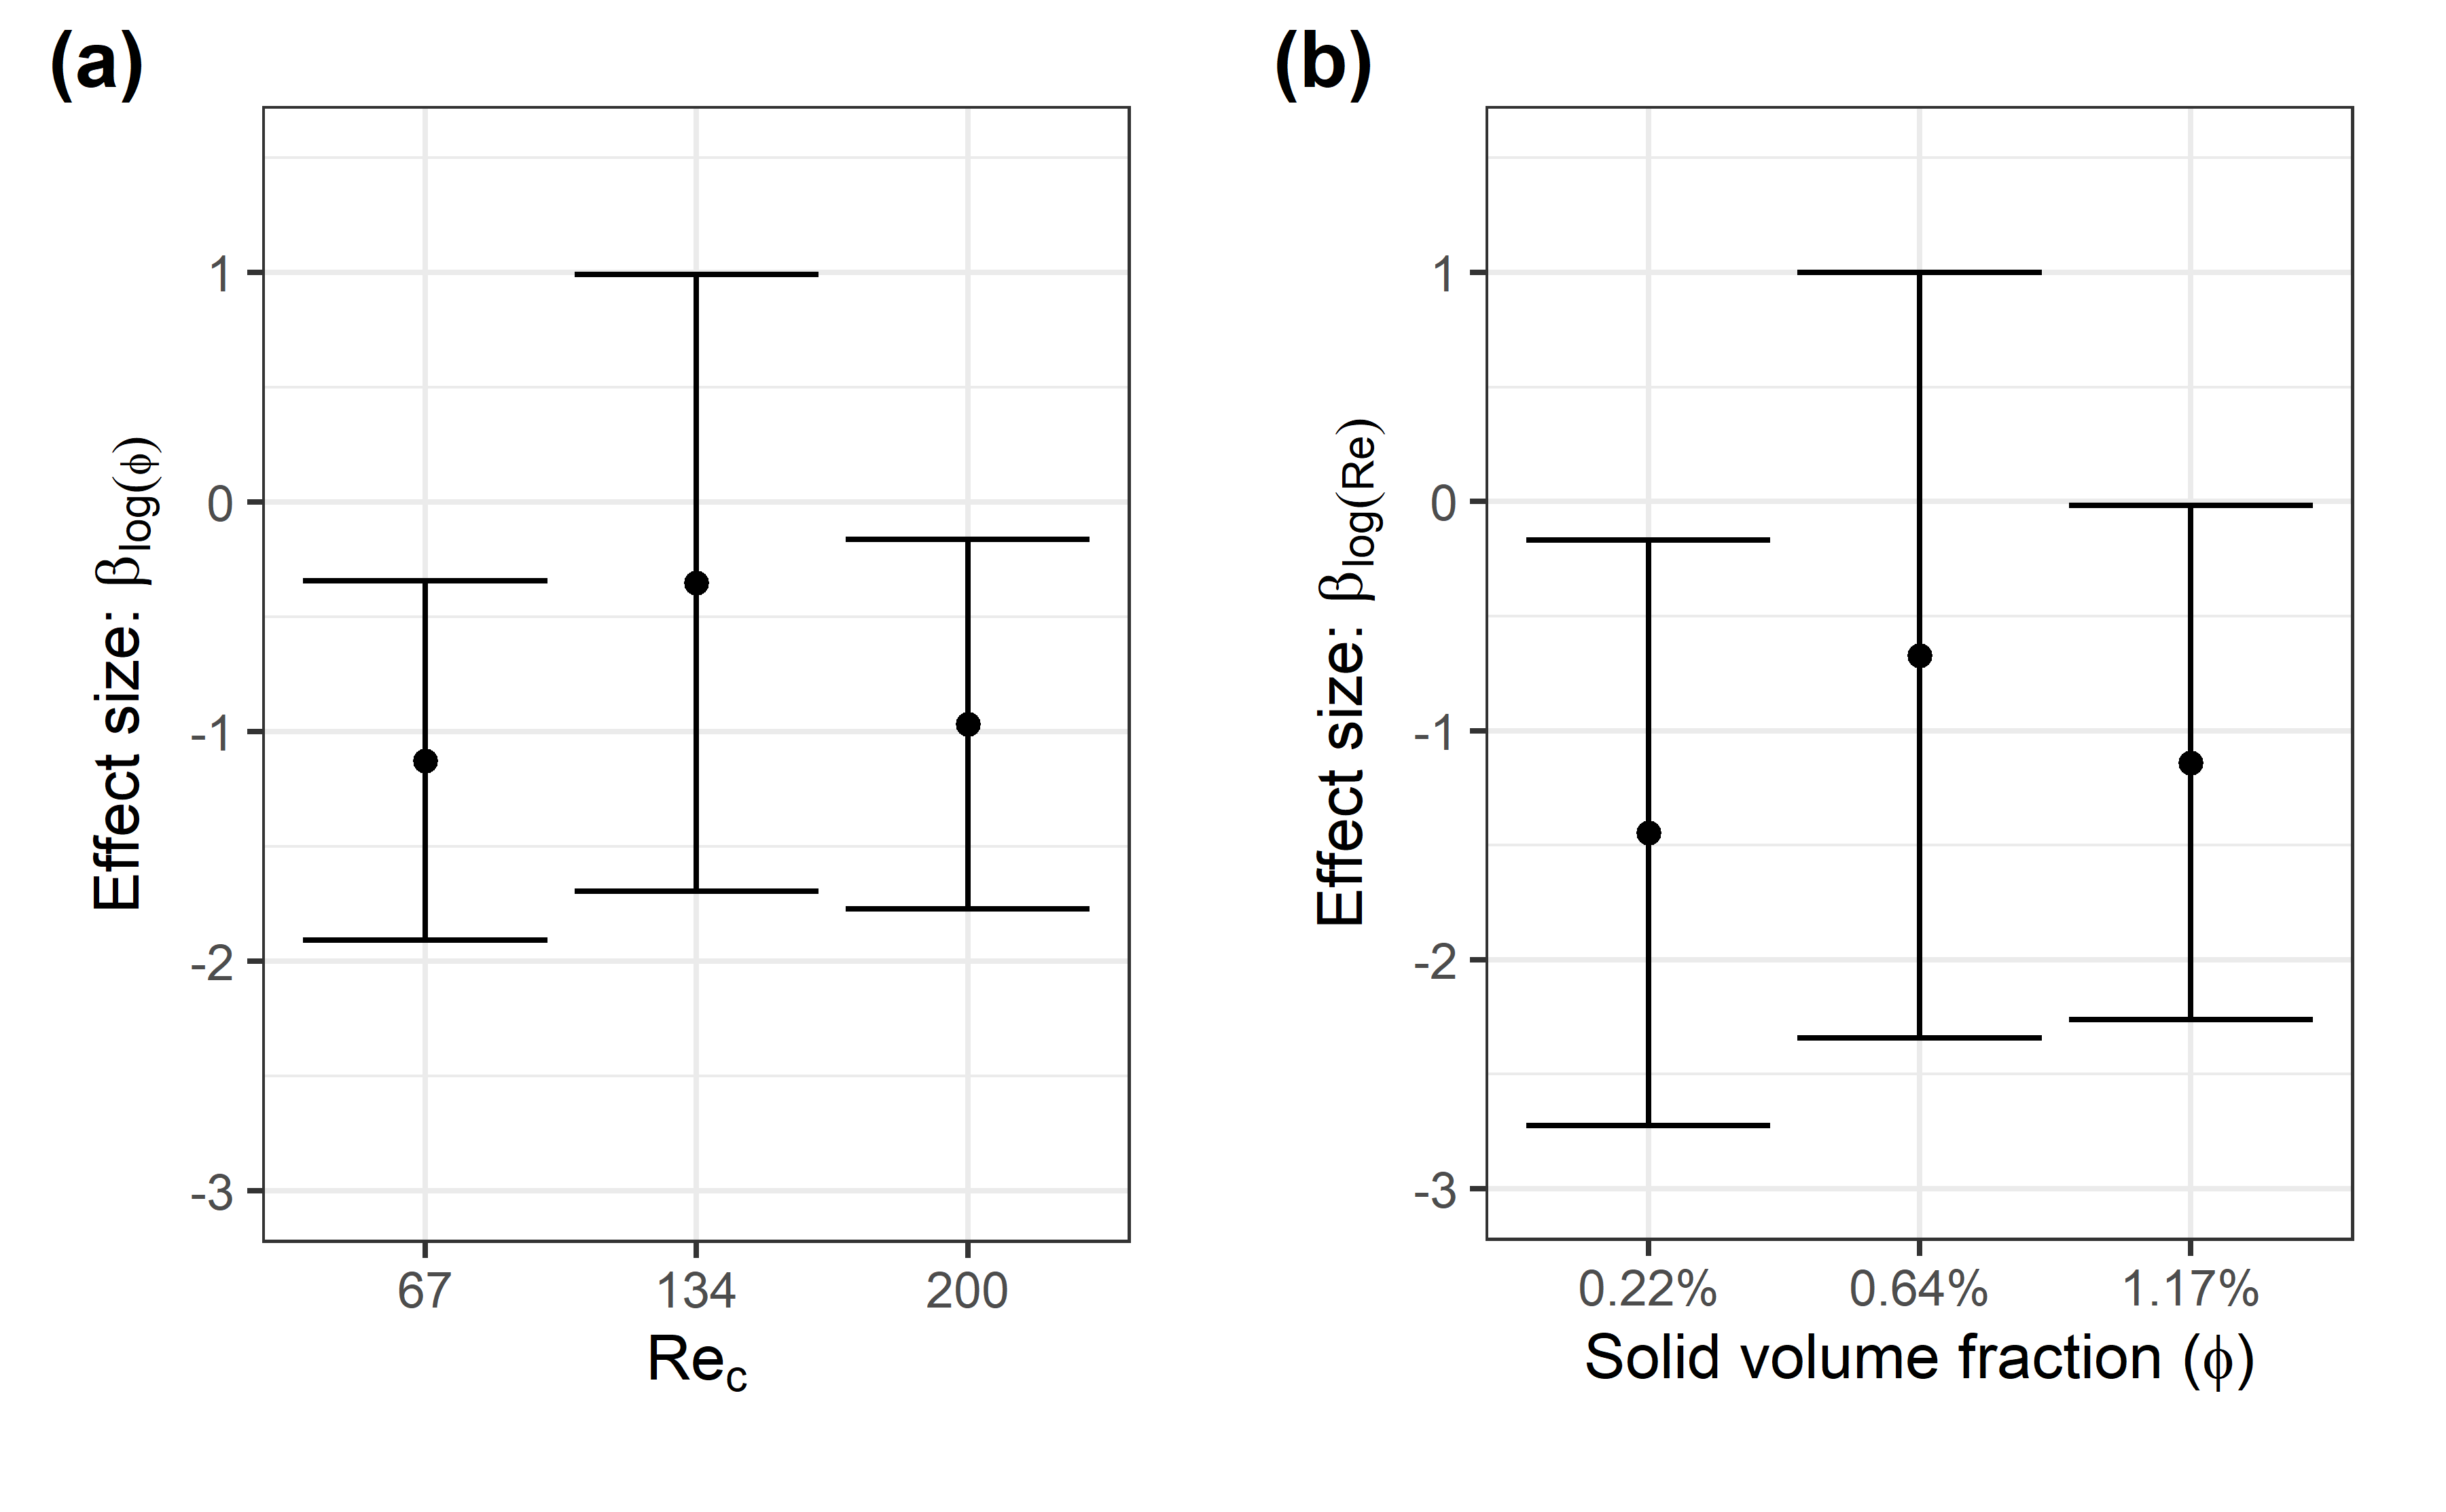 (a)
Effect size: βlog(ϕ)
1
0
-1
-2
-3
67 134 200
Rec
(b)
Effect size: βlog(Re)
1
0
-1
-2
-3
0.22% 0.64% 1.17%
Solid volume fraction (ϕ)